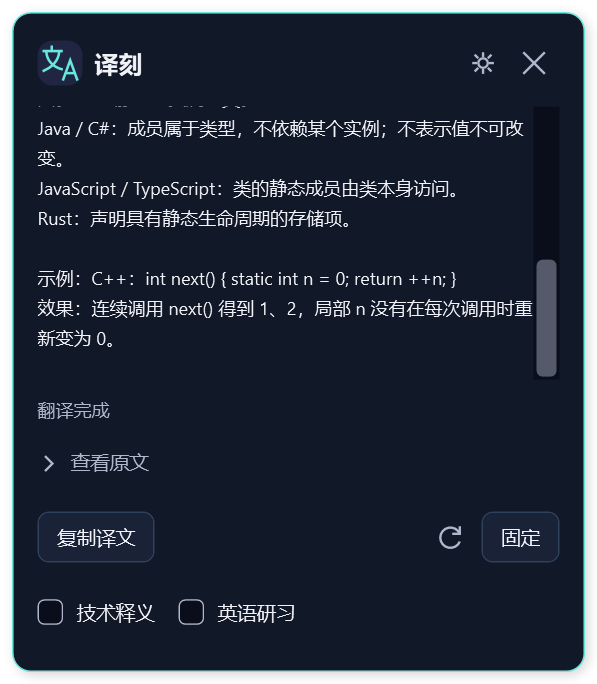 译刻
Java / C#：成员属于类型，不依赖某个实例；不表示值不可改
变。
JavaScript / TypeScript：类的静态成员由类本身访问。
Rust：声明具有静态生命周期的存储项。
示例：C++：int next() { static int n = 0; return ++n; }
效果：连续调用 next() 得到 1、2，局部 n 没有在每次调用时重
新变为 0。
翻译完成
查看原文
复制译文
固定
技术释义 英语研习